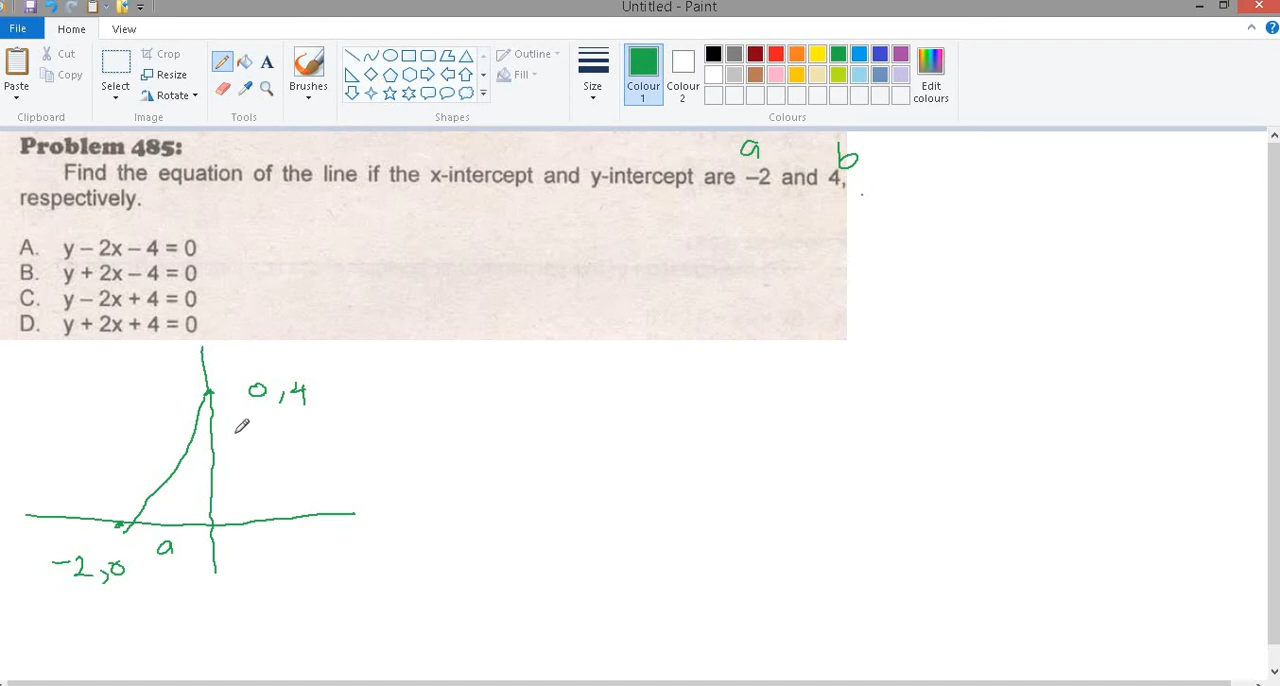 Untitled - Paint
File Home View
Paste
Cut
Copy
Clipboard
Select
Crop
Resize
Rotate
Image
A
Tools
Brushes
Shapes
Outline
Fill
Size
Colour 1
Colour 2
Edit colours
Colours
a b
Problem 485:
Find the equation of the line if the x-intercept and y-intercept are –2 and 4,
respectively.
A. y – 2x – 4 = 0
B. y + 2x – 4 = 0
C. y – 2x + 4 = 0
D. y + 2x + 4 = 0
0,4
a
-2,0